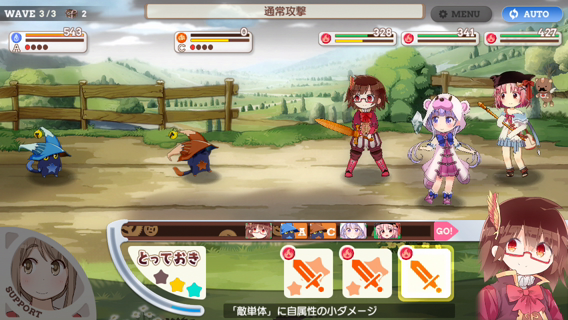 WAVE 3/3 2
通常攻撃
MENU
AUTO
543
A
0
C
328
341
427
A C GO!
とっておき
SUPPORT
「敵単体」に自属性の小ダメージ